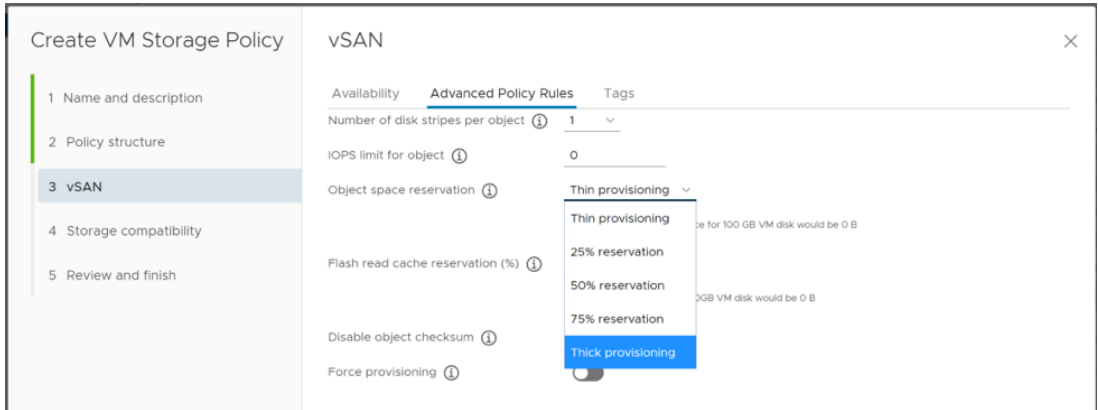 Create VM Storage Policy
1 Name and description
2 Policy structure
3 vSAN
4 Storage compatibility
5 Review and finish
vSAN
Availability Advanced Policy Rules Tags
Number of disk stripes per object 1
IOPS limit for object 0
Object space reservation Thin provisioning
Thin provisioning
for 100 GB VM disk would be 0 B
25% reservation
Flash read cache reservation (%)
50% reservation
VM disk would be 0 B
75% reservation
Disable object checksum
Thick provisioning
Force provisioning